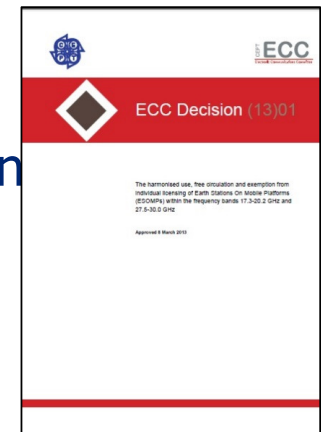 CEPT
ECC
ECC Decision (13)01
n
The harmonised use, free circulation and exemption from
individual licensing of Earth Stations On Mobile Platforms
(ESOMPs) within the frequency bands 17.3-20.2 GHz and
27.5-30.0 GHz
Approved 8 March 2013